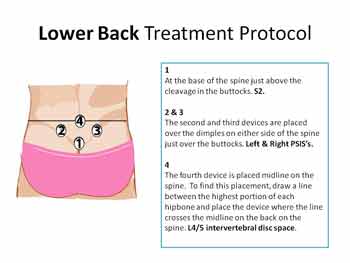 Lower Back Treatment Protocol
4
2
3
1
1
At the base of the spine just above the
cleavage in the buttocks. S2.
2 & 3
The second and third devices are placed
over the dimples on either side of the spine
just over the buttocks. Left & Right PSIS's.
4
The fourth device is placed midline on the
spine. To find this placement, draw a line
between the highest portion of each
hipbone and place the device where the line
crosses the midline on the back on the
spine. L4/5 intervertebral disc space.